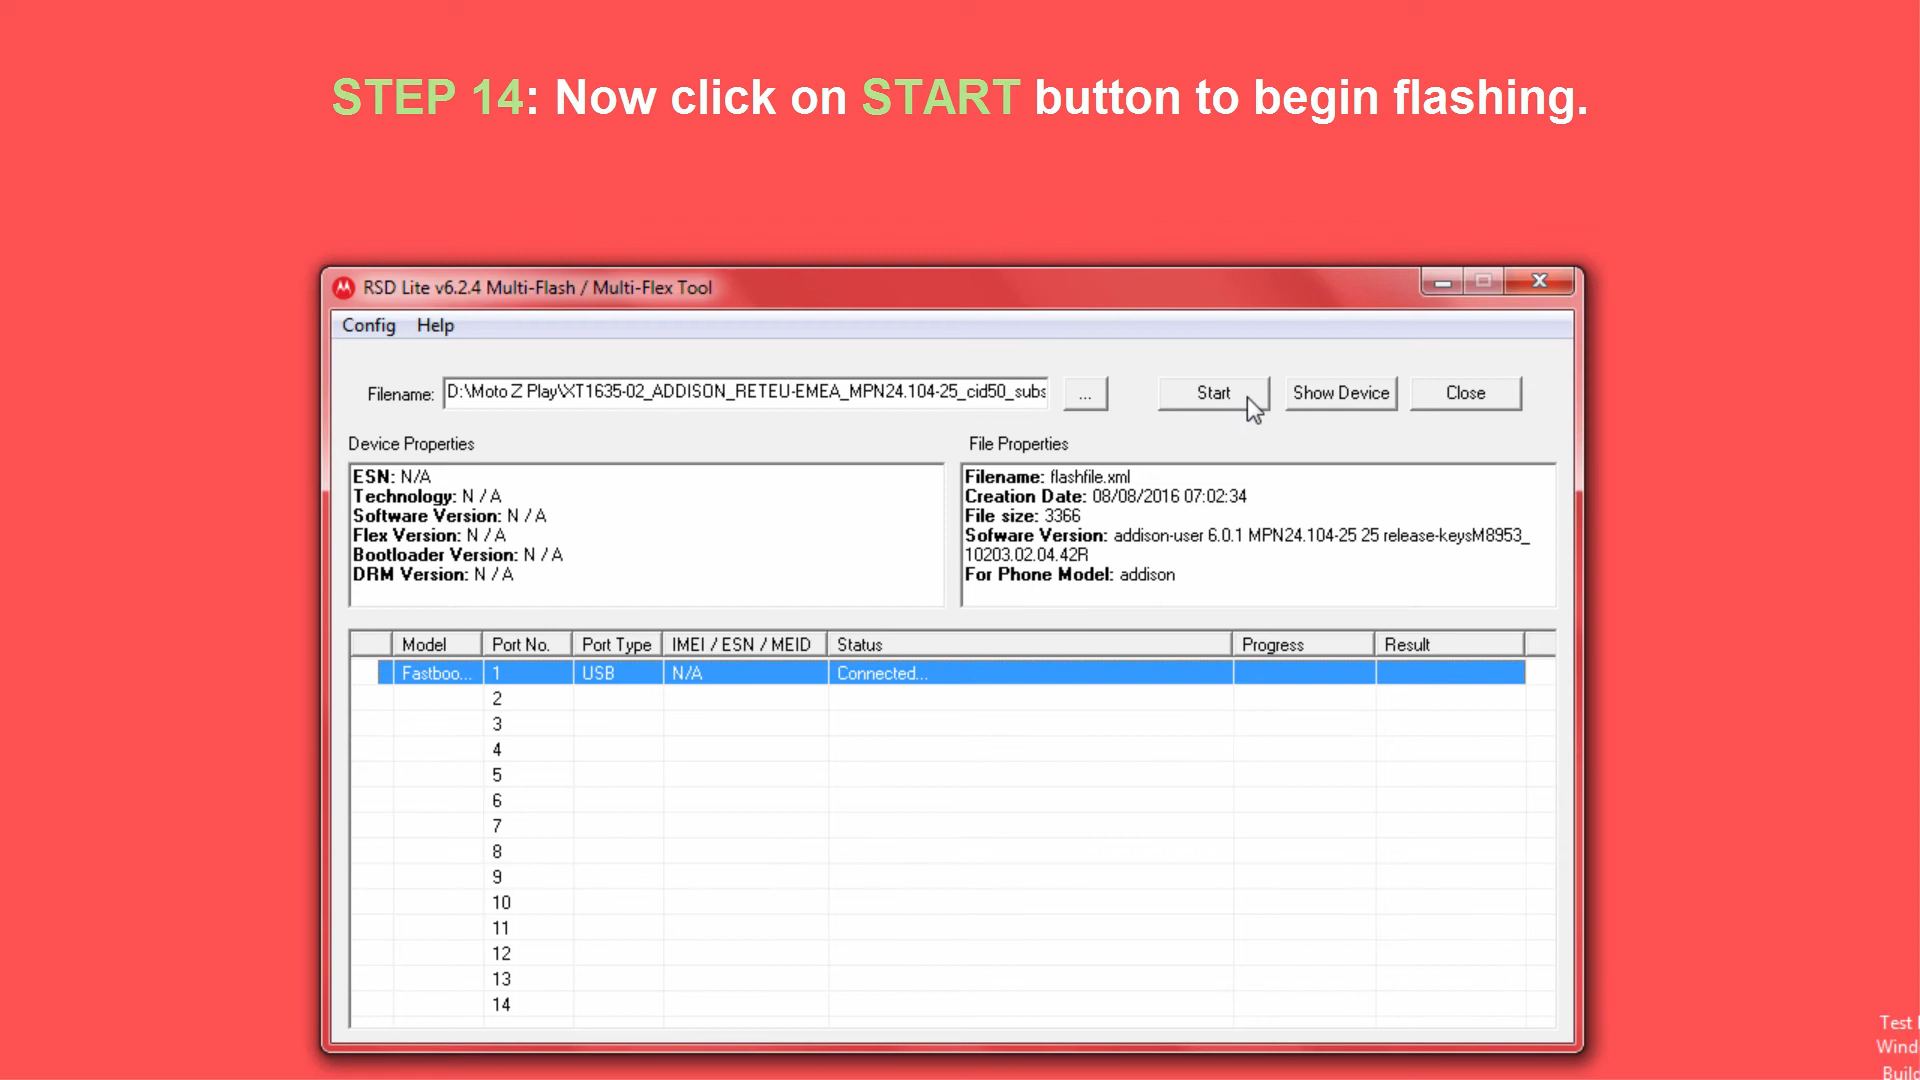 STEP 14: Now click on START button to begin flashing.
RSD Lite v6.2.4 Multi-Flash / Multi-Flex Tool
Config Help
Filename: D:\Moto Z Play\XT1635-02_ADDISON_RETEU-EMEA_MPN24.104-25_cid50_subs ... Start Show Device Close
Device Properties
ESN: N/A
Technology: N / A
Software Version: N / A
Flex Version: N / A
Bootloader Version: N / A
DRM Version: N / A
File Properties
Filename: flashfile.xml
Creation Date: 08/08/2016 07:02:34
File size: 3366
Sofware Version: addison-user 6.0.1 MPN24.104-25 25 release-keysM8953_
10203.02.04.42R
For Phone Model: addison
Model Port No. Port Type IMEI / ESN / MEID Status Progress Result
Fastboo... 1 USB N/A Connected...
2
3
4
5
6
7
8
9
10
11
12
13
14
Test
Wind
Build